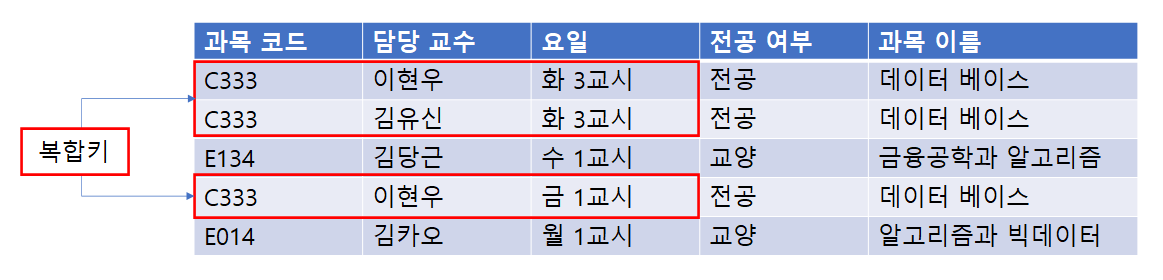 과목 코드 담당 교수 요일 전공 여부 과목 이름
C333 이현우 화 3교시 전공 데이터 베이스
C333 김유신 화 3교시 전공 데이터 베이스
복합키
E134 김당근 수 1교시 교양 금융공학과 알고리즘
C333 이현우 금 1교시 전공 데이터 베이스
E014 김카오 월 1교시 교양 알고리즘과 빅데이터